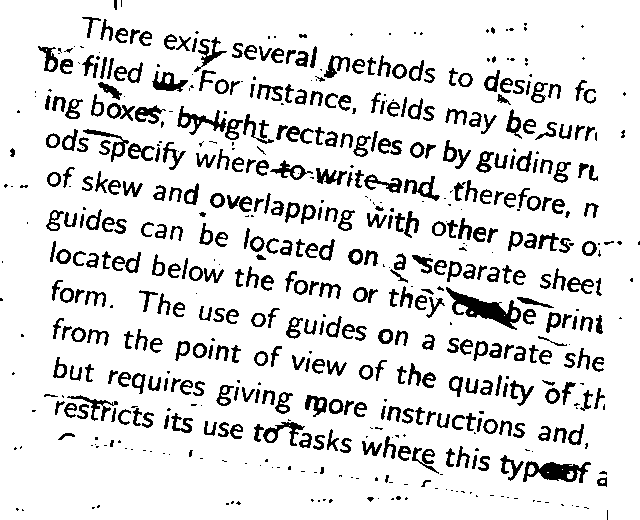 There exist several methods to design fo
be filled in. For instance, fields may be surr
ing boxes, by light rectangles or by guiding ru
ods specify where to write and, therefore, m
of skew and overlapping with other parts o
guides can be located on a separate sheet
located below the form or they can be print
form. The use of guides on a separate she
from the point of view of the quality of th
but requires giving more instructions and,
restricts its use to tasks where this type of a